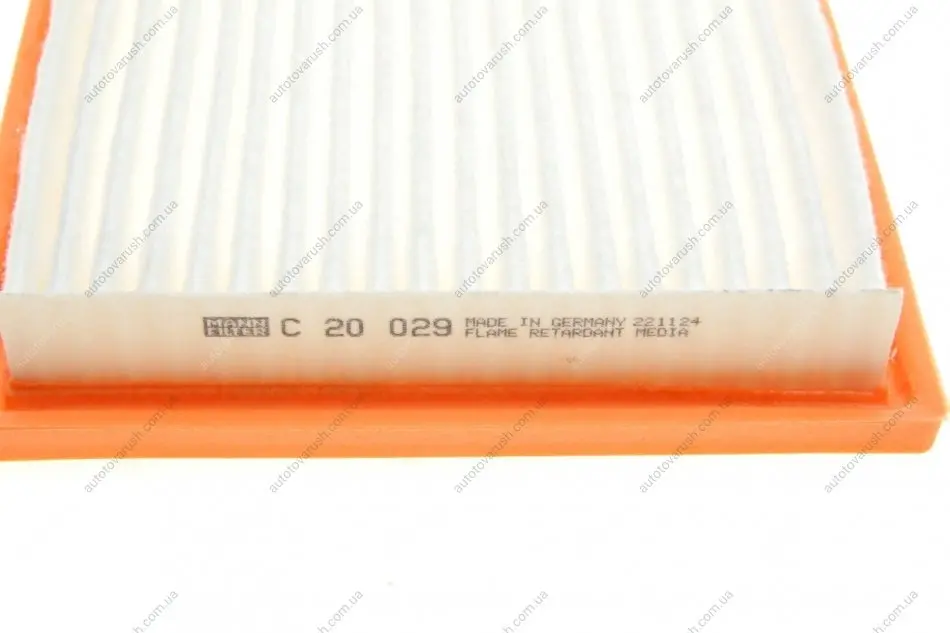 MANN FILTER C 20 029 MADE IN GERMANY 221124
FLAME RETARDANT MEDIA
autotovarush.com.ua